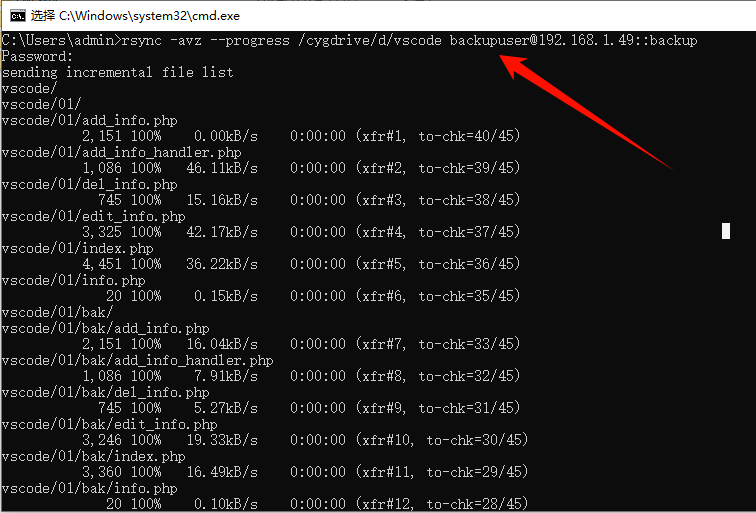 选择 C:\Windows\system32\cmd.exe
C:\Users\admin>rsync -avz --progress /cygdrive/d/vscode backupuser@192.168.1.49::backup
Password:
sending incremental file list
vscode/
vscode/01/
vscode/01/add_info.php
2,151 100% 0.00kB/s 0:00:00 (xfr#1, to-chk=40/45)
vscode/01/add_info_handler.php
1,086 100% 46.11kB/s 0:00:00 (xfr#2, to-chk=39/45)
vscode/01/del_info.php
745 100% 15.16kB/s 0:00:00 (xfr#3, to-chk=38/45)
vscode/01/edit_info.php
3,325 100% 42.17kB/s 0:00:00 (xfr#4, to-chk=37/45)
vscode/01/index.php
4,451 100% 36.22kB/s 0:00:00 (xfr#5, to-chk=36/45)
vscode/01/info.php
20 100% 0.15kB/s 0:00:00 (xfr#6, to-chk=35/45)
vscode/01/bak/
vscode/01/bak/add_info.php
2,151 100% 16.04kB/s 0:00:00 (xfr#7, to-chk=33/45)
vscode/01/bak/add_info_handler.php
1,086 100% 7.91kB/s 0:00:00 (xfr#8, to-chk=32/45)
vscode/01/bak/del_info.php
745 100% 5.27kB/s 0:00:00 (xfr#9, to-chk=31/45)
vscode/01/bak/edit_info.php
3,246 100% 19.33kB/s 0:00:00 (xfr#10, to-chk=30/45)
vscode/01/bak/index.php
3,360 100% 16.49kB/s 0:00:00 (xfr#11, to-chk=29/45)
vscode/01/bak/info.php
20 100% 0.10kB/s 0:00:00 (xfr#12, to-chk=28/45)